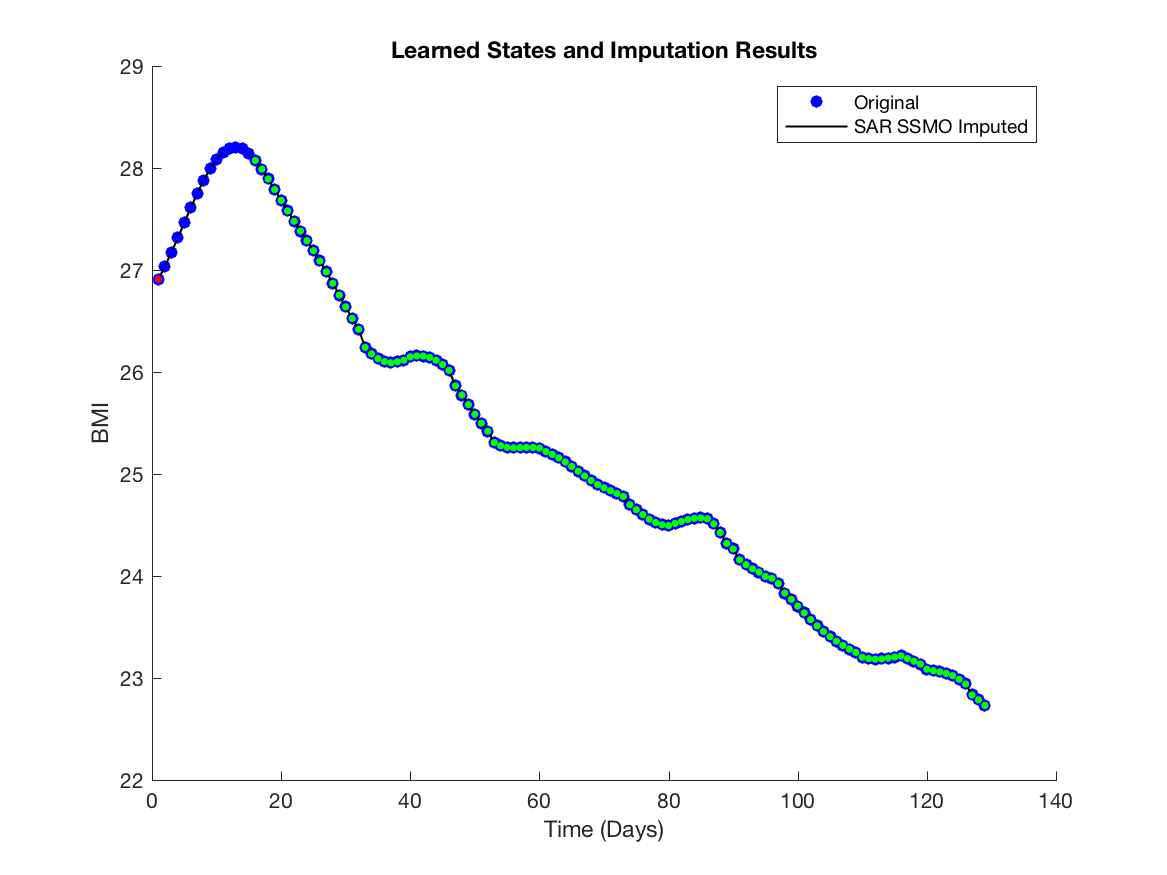 Learned States and Imputation Results
Original
SAR SSMO Imputed
29
28
27
26
25
24
23
22
BMI
0 20 40 60 80 100 120 140
Time (Days)